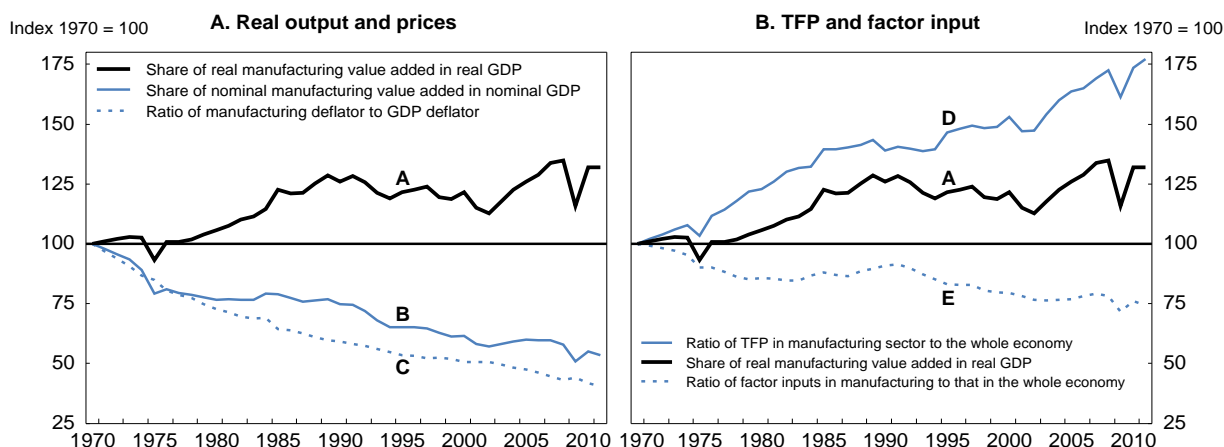 A. Real output and prices
Index 1970 = 100
175
Share of real manufacturing value added in real GDP
Share of nominal manufacturing value added in nominal GDP
Ratio of manufacturing deflator to GDP deflator
150
125
A
100
75
B
50
C
25
1970 1975 1980 1985 1990 1995 2000 2005 2010
B. TFP and factor input
Index 1970 = 100
175
150
D
125
A
100
E
75
Ratio of TFP in manufacturing sector to the whole economy
Share of real manufacturing value added in real GDP
50
Ratio of factor inputs in manufacturing to that in the whole economy
25
1970 1975 1980 1985 1990 1995 2000 2005 2010